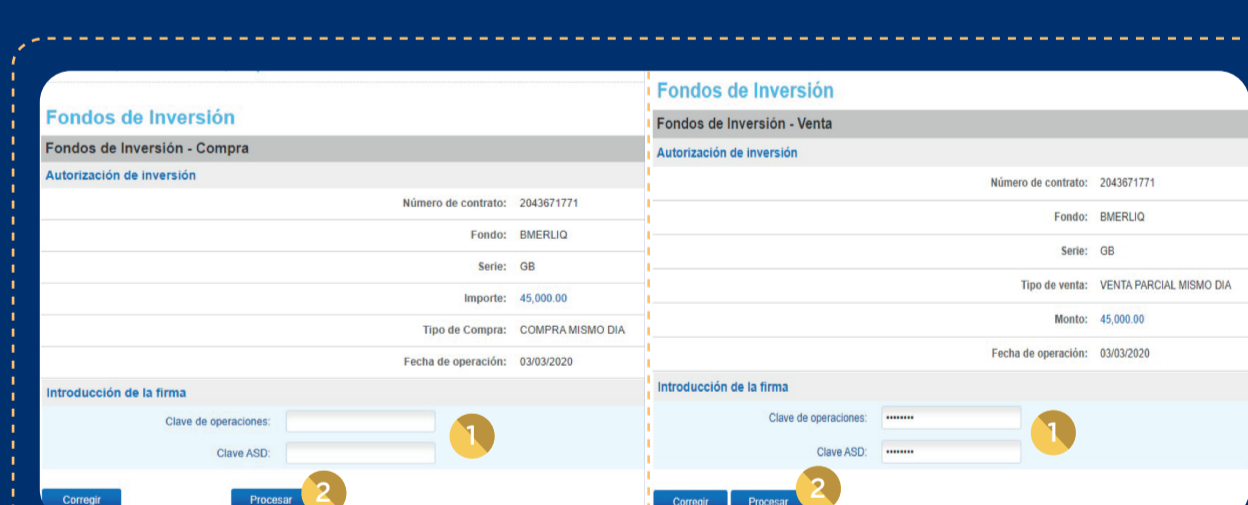 Fondos de Inversión
Fondos de Inversión - Compra
Autorización de inversión
Número de contrato: 2043671771
Fondo: BMERLIQ
Serie: GB
Importe: 45,000.00
Tipo de Compra: COMPRA MISMO DIA
Fecha de operación: 03/03/2020
Introducción de la firma
Clave de operaciones:
1
Clave ASD:
Corregir
Procesar
2
Fondos de Inversión
Fondos de Inversión - Venta
Autorización de inversión
Número de contrato: 2043671771
Fondo: BMERLIQ
Serie: GB
Tipo de venta: VENTA PARCIAL MISMO DIA
Monto: 45,000.00
Fecha de operación: 03/03/2020
Introducción de la firma
Clave de operaciones: ••••••••
1
Clave ASD: ••••••••
Corregir
Procesar
2